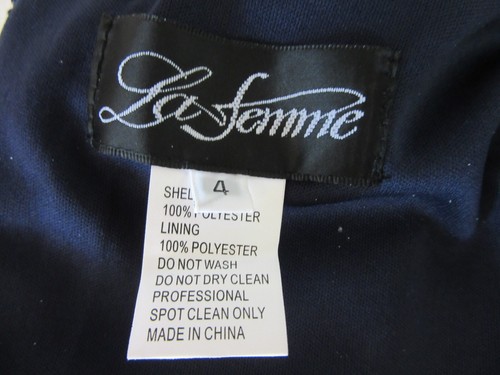 La Femme
4
SHELL
100% POLYESTER
LINING
100% POLYESTER
DO NOT WASH
DO NOT DRY CLEAN
PROFESSIONAL
SPOT CLEAN ONLY
MADE IN CHINA